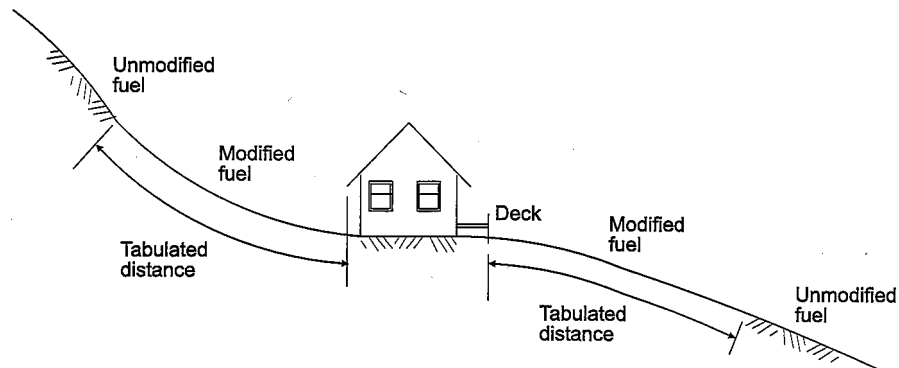 Unmodified
fuel
Modified
fuel
Deck
Modified
fuel
Tabulated
distance
Unmodified
fuel
Tabulated
distance